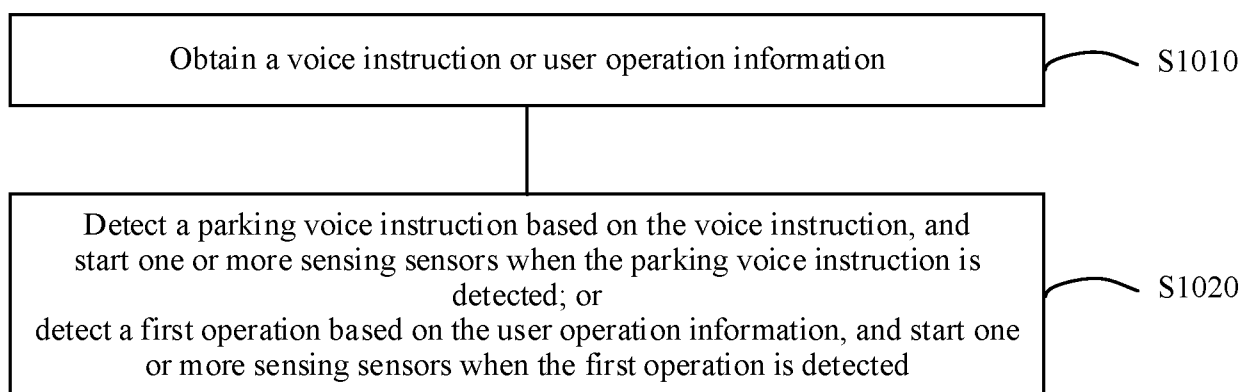 Obtain a voice instruction or user operation information
S1010
Detect a parking voice instruction based on the voice instruction, and
start one or more sensing sensors when the parking voice instruction is
detected; or
detect a first operation based on the user operation information, and start one
or more sensing sensors when the first operation is detected
S1020